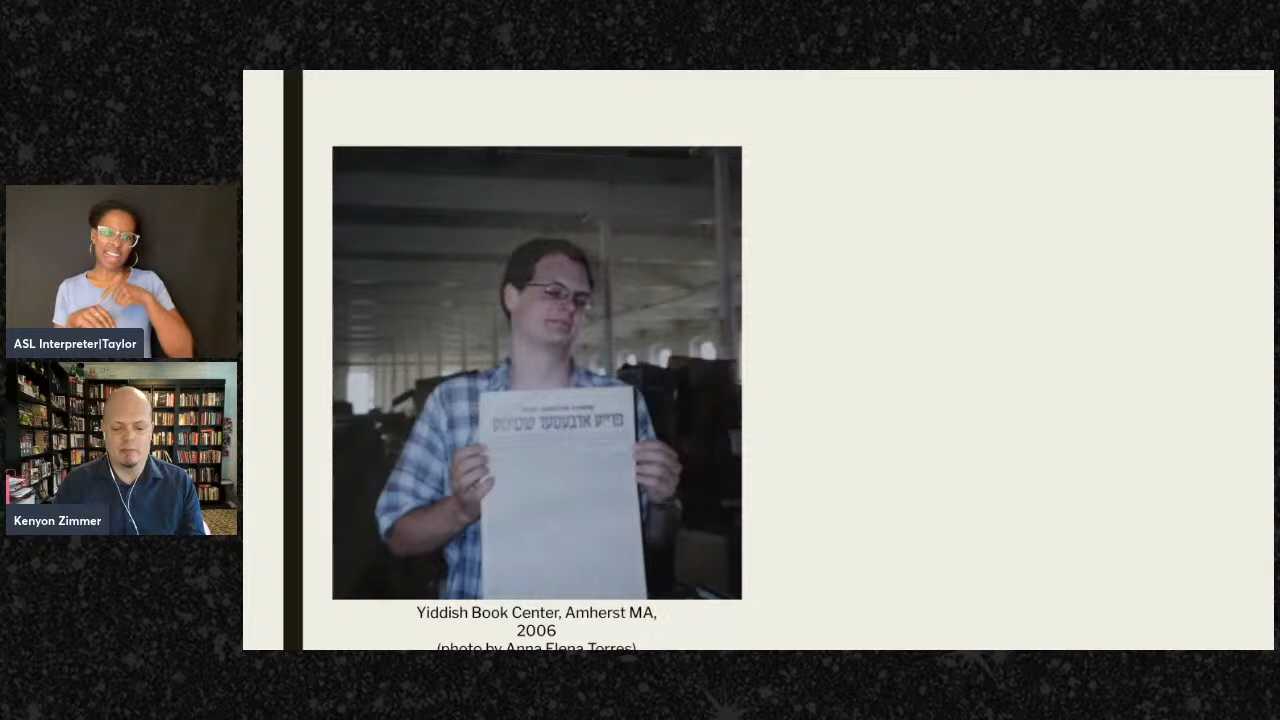 ASL Interpreter|Taylor
Kenyon Zimmer
פרייע ארבעטער שטימע
Yiddish Book Center, Amherst MA,
2006
(photo by Anna Elena Torres)